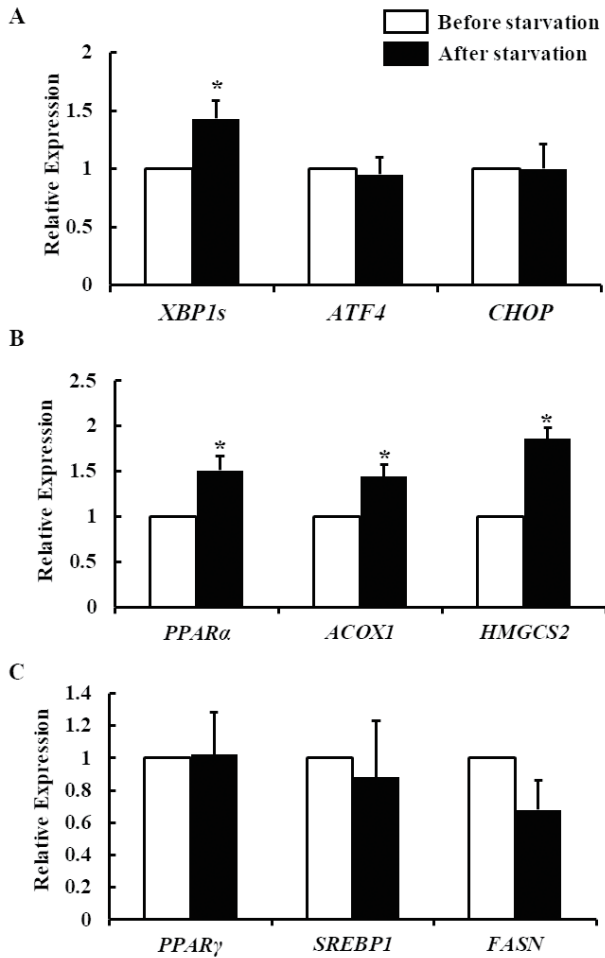 A
Before starvation
After starvation
Relative Expression
2
1.5
1
0.5
0
*
XBP1s ATF4 CHOP
B
Relative Expression
2.5
2
1.5
1
0.5
0
* * *
PPARα ACOX1 HMGCS2
C
Relative Expression
1.4
1.2
1
0.8
0.6
0.4
0.2
0
PPARγ SREBP1 FASN